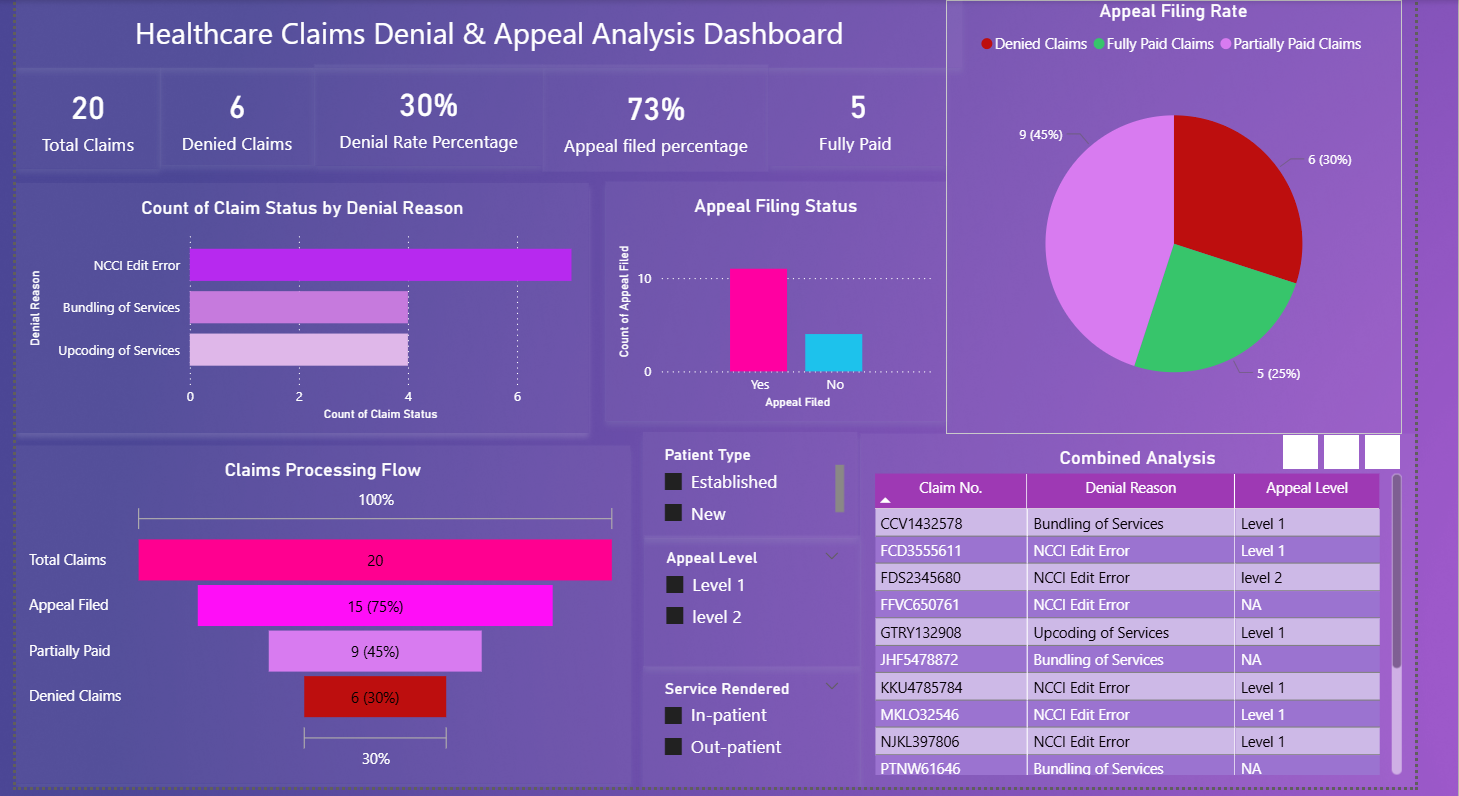 Healthcare Claims Denial & Appeal Analysis Dashboard
20
Total Claims
6
Denied Claims
30%
Denial Rate Percentage
73%
Appeal filed percentage
5
Fully Paid
Appeal Filing Rate
Denied Claims Fully Paid Claims Partially Paid Claims
9 (45%)
6 (30%)
5 (25%)
Count of Claim Status by Denial Reason
Denial Reason
NCCI Edit Error
Bundling of Services
Upcoding of Services
0 2 4 6
Count of Claim Status
Appeal Filing Status
Count of Appeal Filed
10
0
Yes No
Appeal Filed
Claims Processing Flow
100%
Total Claims 20
Appeal Filed 15 (75%)
Partially Paid 9 (45%)
Denied Claims 6 (30%)
30%
Patient Type
Established
New
Appeal Level
Level 1
level 2
Service Rendered
In-patient
Out-patient
Combined Analysis
Claim No. Denial Reason Appeal Level
CCV1432578 Bundling of Services Level 1
FCD3555611 NCCI Edit Error Level 1
FDS2345680 NCCI Edit Error level 2
FFVC650761 NCCI Edit Error NA
GTRY132908 Upcoding of Services Level 1
JHF5478872 Bundling of Services NA
KKU4785784 NCCI Edit Error Level 1
MKLO32546 NCCI Edit Error Level 1
NJKL397806 NCCI Edit Error Level 1
PTNW61646 Bundling of Services NA